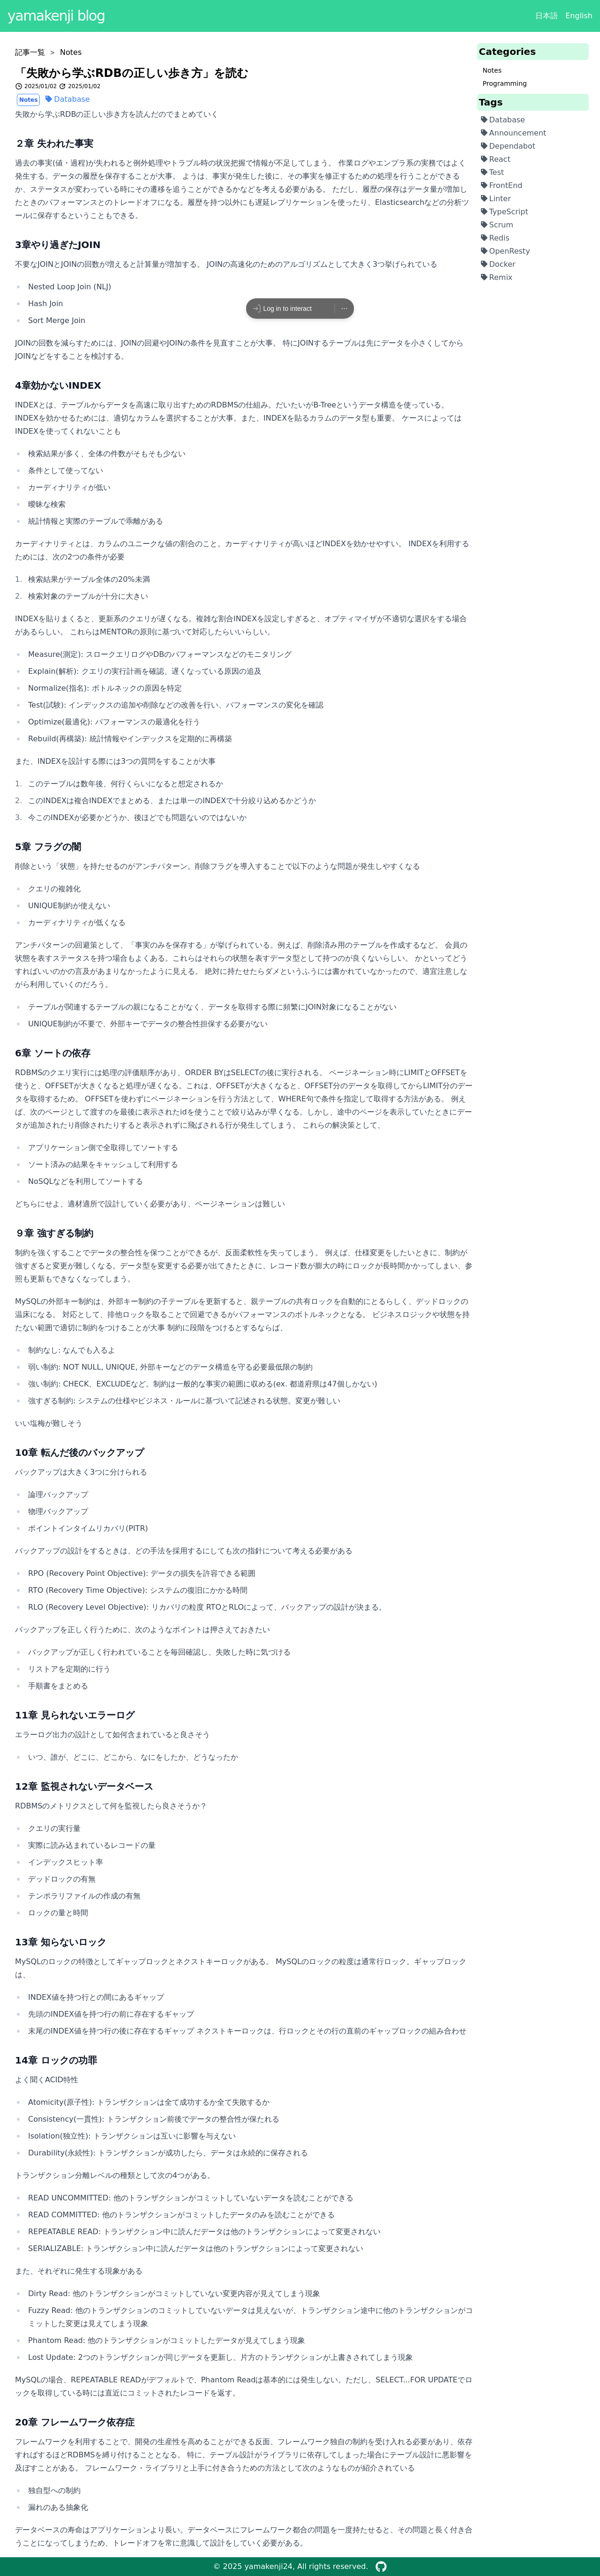 yamakenji blog
日本語 English
記事一覧 > Notes
「失敗から学ぶRDBの正しい歩き方」を読む
2025/01/02 2025/01/02
Notes Database
失敗から学ぶRDBの正しい歩き方を読んだのでまとめていく
２章 失われた事実
過去の事実(値・過程)が失われると例外処理やトラブル時の状況把握で情報が不足してしまう。 作業ログやエンプラ系の実務ではよく
発生する。データの履歴を保存することが大事。 ようは、事実が発生した後に、その事実を修正するための処理を行うことができる
か、ステータスが変わっている時にその遷移を追うことができるかなどを考える必要がある。 ただし、履歴の保存はデータ量が増加し
たときのパフォーマンスとのトレードオフになる。履歴を持つ以外にも遅延レプリケーションを使ったり、Elasticsearchなどの分析ツ
ールに保存するということもできる。
3章やり過ぎたJOIN
不要なJOINとJOINの回数が増えると計算量が増加する。 JOINの高速化のためのアルゴリズムとして大きく3つ挙げられている
Nested Loop Join (NLJ)
Hash Join
Sort Merge Join
Log in to interact
JOINの回数を減らすためには、JOINの回避やJOINの条件を見直すことが大事。 特にJOINするテーブルは先にデータを小さくしてから
JOINなどをすることを検討する。
4章効かないINDEX
INDEXとは、テーブルからデータを高速に取り出すためのRDBMSの仕組み。だいたいがB-Treeというデータ構造を使っている。
INDEXを効かせるためには、適切なカラムを選択することが大事。また、INDEXを貼るカラムのデータ型も重要。 ケースによっては
INDEXを使ってくれないことも
検索結果が多く、全体の件数がそもそも少ない
条件として使ってない
カーディナリティが低い
曖昧な検索
統計情報と実際のテーブルで乖離がある
カーディナリティとは、カラムのユニークな値の割合のこと。カーディナリティが高いほどINDEXを効かせやすい。 INDEXを利用する
ためには、次の2つの条件が必要
1. 検索結果がテーブル全体の20%未満
2. 検索対象のテーブルが十分に大きい
INDEXを貼りまくると、更新系のクエリが遅くなる。複雑な割合INDEXを設定しすぎると、オプティマイザが不適切な選択をする場合
があるらしい。 これらはMENTORの原則に基づいて対応したらいいらしい。
Measure(測定): スロークエリログやDBのパフォーマンスなどのモニタリング
Explain(解析): クエリの実行計画を確認、遅くなっている原因の追及
Normalize(指名): ボトルネックの原因を特定
Test(試験): インデックスの追加や削除などの改善を行い、パフォーマンスの変化を確認
Optimize(最適化): パフォーマンスの最適化を行う
Rebuild(再構築): 統計情報やインデックスを定期的に再構築
また、INDEXを設計する際には3つの質問をすることが大事
1. このテーブルは数年後、何行くらいになると想定されるか
2. このINDEXは複合INDEXでまとめる、または単一のINDEXで十分絞り込めるかどうか
3. 今このINDEXが必要かどうか、後ほどでも問題ないのではないか
5章 フラグの闇
削除という「状態」を持たせるのがアンチパターン。削除フラグを導入することで以下のような問題が発生しやすくなる
クエリの複雑化
UNIQUE制約が使えない
カーディナリティが低くなる
アンチパターンの回避策として、「事実のみを保存する」が挙げられている。例えば、削除済み用のテーブルを作成するなど。 会員の
状態を表すステータスを持つ場合もよくある。これらはそれらの状態を表すデータ型として持つのが良くないらしい。 かといってどう
すればいいのかの言及があまりなかったように見える。 絶対に持たせたらダメというふうには書かれていなかったので、適宜注意しな
がら利用していくのだろう。
テーブルが関連するテーブルの親になることがなく、データを取得する際に頻繁にJOIN対象になることがない
UNIQUE制約が不要で、外部キーでデータの整合性担保する必要がない
6章 ソートの依存
RDBMSのクエリ実行には処理の評価順序があり、ORDER BYはSELECTの後に実行される。 ページネーション時にLIMITとOFFSETを
使うと、OFFSETが大きくなると処理が遅くなる。これは、OFFSETが大きくなると、OFFSET分のデータを取得してからLIMIT分のデー
タを取得するため。 OFFSETを使わずにページネーションを行う方法として、WHERE句で条件を指定して取得する方法がある。 例え
ば、次のページとして渡すのを最後に表示されたidを使うことで絞り込みが早くなる。しかし、途中のページを表示していたときにデー
タが追加されたり削除されたりすると表示されずに飛ばされる行が発生してしまう。 これらの解決策として、
アプリケーション側で全取得してソートする
ソート済みの結果をキャッシュして利用する
NoSQLなどを利用してソートする
どちらにせよ、適材適所で設計していく必要があり、ページネーションは難しい
９章 強すぎる制約
制約を強くすることでデータの整合性を保つことができるが、反面柔軟性を失ってしまう。 例えば、仕様変更をしたいときに、制約が
強すぎると変更が難しくなる。データ型を変更する必要が出てきたときに、レコード数が膨大の時にロックが長時間かかってしまい、参
照も更新もできなくなってしまう。
MySQLの外部キー制約は、外部キー制約の子テーブルを更新すると、親テーブルの共有ロックを自動的にとるらしく、デッドロックの
温床になる。 対応として、排他ロックを取ることで回避できるがパフォーマンスのボトルネックとなる。 ビジネスロジックや状態を持
たない範囲で適切に制約をつけることが大事 制約に段階をつけるとするならば、
制約なし: なんでも入るよ
弱い制約: NOT NULL, UNIQUE, 外部キーなどのデータ構造を守る必要最低限の制約
強い制約: CHECK、EXCLUDEなど。制約は一般的な事実の範囲に収める(ex. 都道府県は47個しかない)
強すぎる制約: システムの仕様やビジネス・ルールに基づいて記述される状態。変更が難しい
いい塩梅が難しそう
10章 転んだ後のバックアップ
バックアップは大きく3つに分けられる
論理バックアップ
物理バックアップ
ポイントインタイムリカバリ(PITR)
バックアップの設計をするときは、どの手法を採用するにしても次の指針について考える必要がある
RPO (Recovery Point Objective): データの損失を許容できる範囲
RTO (Recovery Time Objective): システムの復旧にかかる時間
RLO (Recovery Level Objective): リカバリの粒度 RTOとRLOによって、バックアップの設計が決まる。
バックアップを正しく行うために、次のようなポイントは押さえておきたい
バックアップが正しく行われていることを毎回確認し、失敗した時に気づける
リストアを定期的に行う
手順書をまとめる
11章 見られないエラーログ
エラーログ出力の設計として如何含まれていると良さそう
いつ、誰が、どこに、どこから、なにをしたか、どうなったか
12章 監視されないデータベース
RDBMSのメトリクスとして何を監視したら良さそうか？
クエリの実行量
実際に読み込まれているレコードの量
インデックスヒット率
デッドロックの有無
テンポラリファイルの作成の有無
ロックの量と時間
13章 知らないロック
MySQLのロックの特徴としてギャップロックとネクストキーロックがある。 MySQLのロックの粒度は通常行ロック。ギャップロック
は、
INDEX値を持つ行との間にあるギャップ
先頭のINDEX値を持つ行の前に存在するギャップ
末尾のINDEX値を持つ行の後に存在するギャップ ネクストキーロックは、行ロックとその行の直前のギャップロックの組み合わせ
14章 ロックの功罪
よく聞くACID特性
Atomicity(原子性): トランザクションは全て成功するか全て失敗するか
Consistency(一貫性): トランザクション前後でデータの整合性が保たれる
Isolation(独立性): トランザクションは互いに影響を与えない
Durability(永続性): トランザクションが成功したら、データは永続的に保存される
トランザクション分離レベルの種類として次の4つがある。
READ UNCOMMITTED: 他のトランザクションがコミットしていないデータを読むことができる
READ COMMITTED: 他のトランザクションがコミットしたデータのみを読むことができる
REPEATABLE READ: トランザクション中に読んだデータは他のトランザクションによって変更されない
SERIALIZABLE: トランザクション中に読んだデータは他のトランザクションによって変更されない
また、それぞれに発生する現象がある
Dirty Read: 他のトランザクションがコミットしていない変更内容が見えてしまう現象
Fuzzy Read: 他のトランザクションのコミットしていないデータは見えないが、トランザクション途中に他のトランザクションがコ
ミットした変更は見えてしまう現象
Phantom Read: 他のトランザクションがコミットしたデータが見えてしまう現象
Lost Update: 2つのトランザクションが同じデータを更新し、片方のトランザクションが上書きされてしまう現象
MySQLの場合、REPEATABLE READがデフォルトで、Phantom Readは基本的には発生しない。ただし、SELECT...FOR UPDATEでロ
ックを取得している時には直近にコミットされたレコードを返す。
20章 フレームワーク依存症
フレームワークを利用することで、開発の生産性を高めることができる反面、フレームワーク独自の制約を受け入れる必要があり、依存
すればするほどRDBMSを縛り付けることとなる。 特に、テーブル設計がライブラリに依存してしまった場合にテーブル設計に悪影響を
及ぼすことがある。 フレームワーク・ライブラリと上手に付き合うための方法として次のようなものが紹介されている
独自型への制約
漏れのある抽象化
データベースの寿命はアプリケーションより長い。データベースにフレームワーク都合の問題を一度持たせると、その問題と長く付き合
うことになってしまうため、トレードオフを常に意識して設計をしていく必要がある。
Categories
Notes
Programming
Tags
Database
Announcement
Dependabot
React
Test
FrontEnd
Linter
TypeScript
Scrum
Redis
OpenResty
Docker
Remix
© 2025 yamakenji24, All rights reserved.